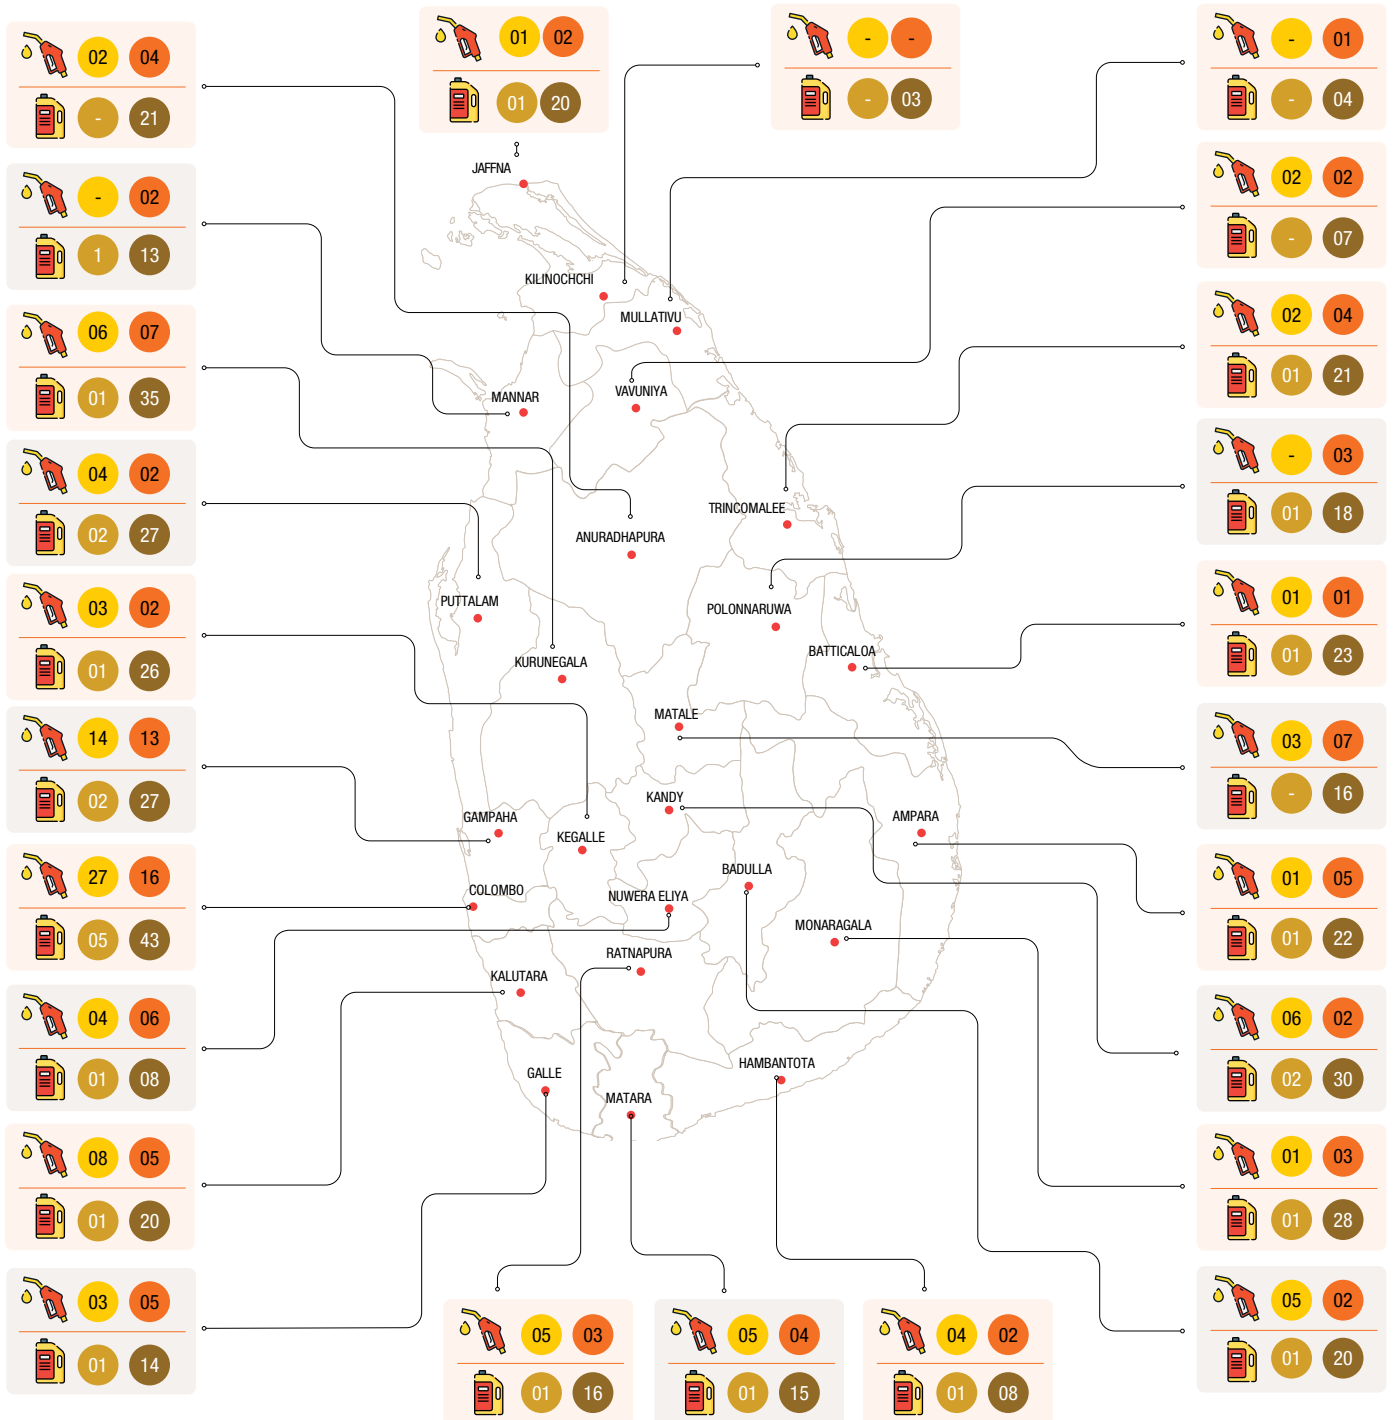 01 02
01 20
- -
- 03
02 04
- 21
- 02
1 13
06 07
01 35
04 02
02 27
03 02
01 26
14 13
02 27
27 16
05 43
04 06
01 08
08 05
01 20
03 05
01 14
JAFFNA
KILINOCHCHI
MULLATIVU
MANNAR
VAVUNIYA
TRINCOMALEE
ANURADHAPURA
PUTTALAM
POLONNARUWA
KURUNEGALA
BATTICALOA
MATALE
KANDY
GAMPAHA
KEGALLE
AMPARA
BADULLA
COLOMBO
NUWERA ELIYA
MONARAGALA
RATNAPURA
KALUTARA
GALLE
HAMBANTOTA
MATARA
- 01
- 04
02 02
- 07
02 04
01 21
- 03
01 18
01 01
01 23
03 07
- 16
01 05
01 22
06 02
02 30
01 03
01 28
05 02
01 20
05 03
01 16
05 04
01 15
04 02
01 08